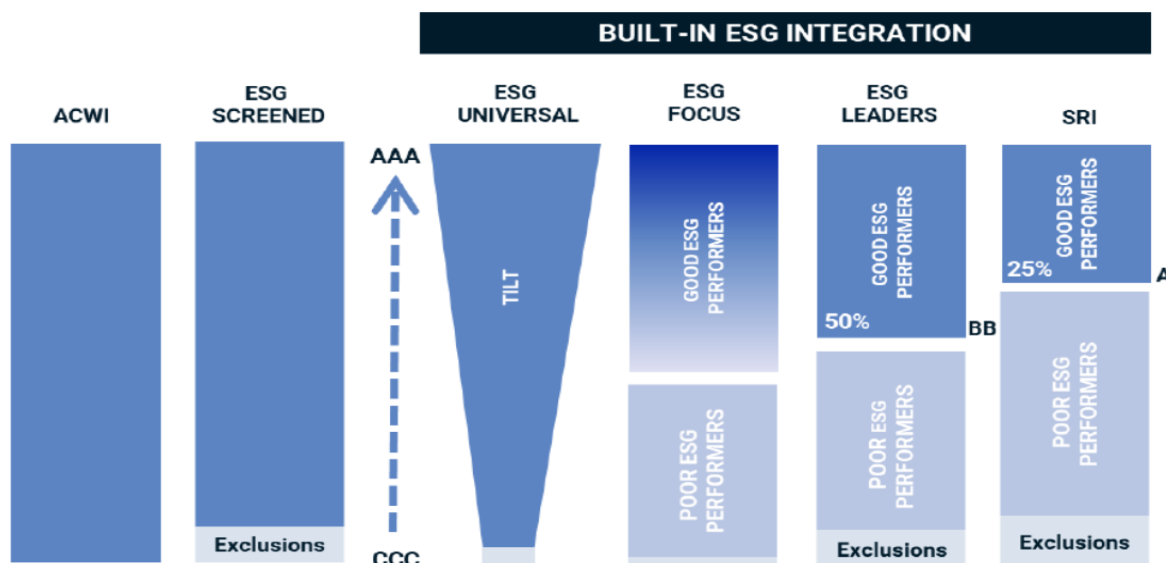 BUILT-IN ESG INTEGRATION
ACWI
ESG
SCREENED
ESG
UNIVERSAL
ESG
FOCUS
ESG
LEADERS
SRI
AAA
CCC
Exclusions
TILT
GOOD ESG
PERFORMERS
POOR ESG
PERFORMERS
GOOD ESG
PERFORMERS
50%
BB
POOR ESG
PERFORMERS
Exclusions
GOOD ESG
PERFORMERS
25%
A
POOR ESG
PERFORMERS
Exclusions